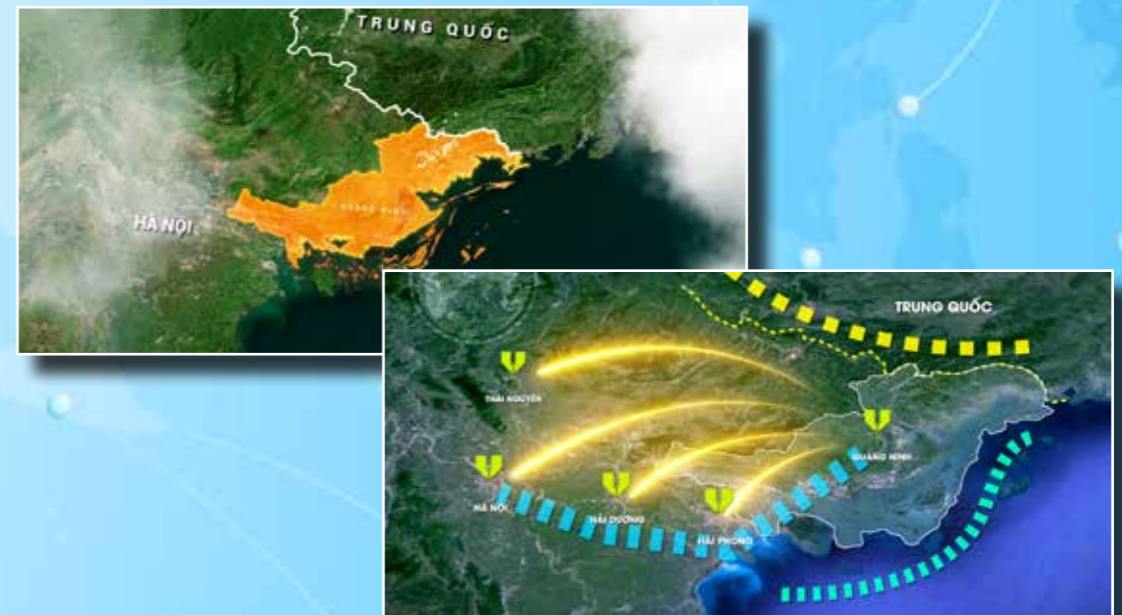 TRUNG QUỐC
HÀ NỘI
TRUNG QUỐC
THÁI NGUYÊN
QUẢNG NINH
HÀ NỘI
HẢI DƯƠNG
HẢI PHÒNG